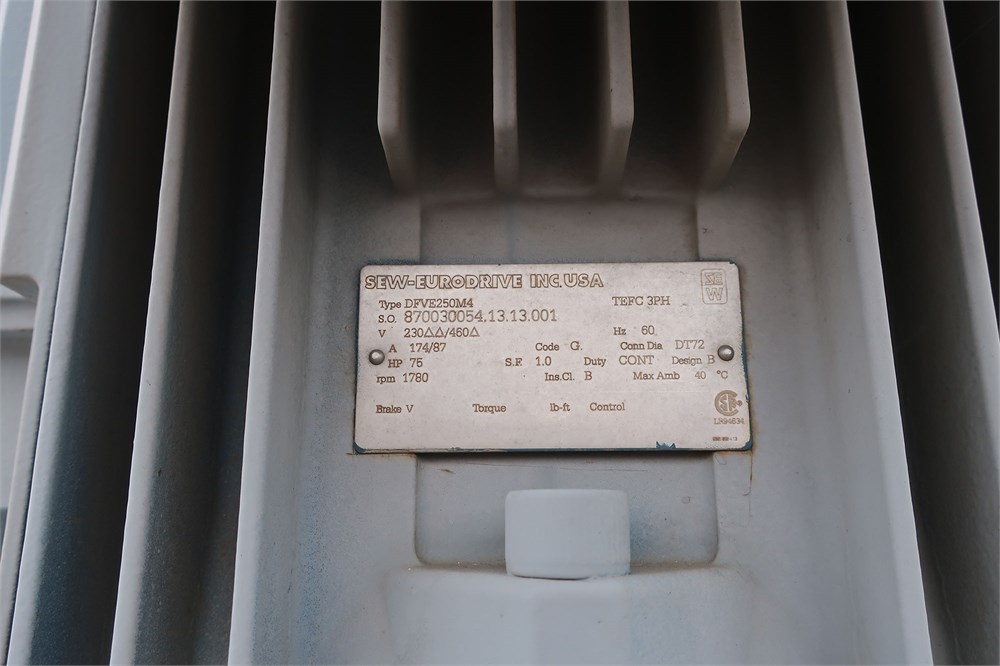 SEW-EURODRIVE INC. USA
SEW
Type DFVE250M4 TEFC 3PH
S.O. 870030054.13.13.001
V 230△△/460△ Hz 60
A 174/87 Code G. Conn Dia DT72
HP 75 S.F. 1.0 Duty CONT Design B
rpm 1780 Ins.Cl. B Max Amb 40 °C
Brake V Torque lb-ft Control
LR94634